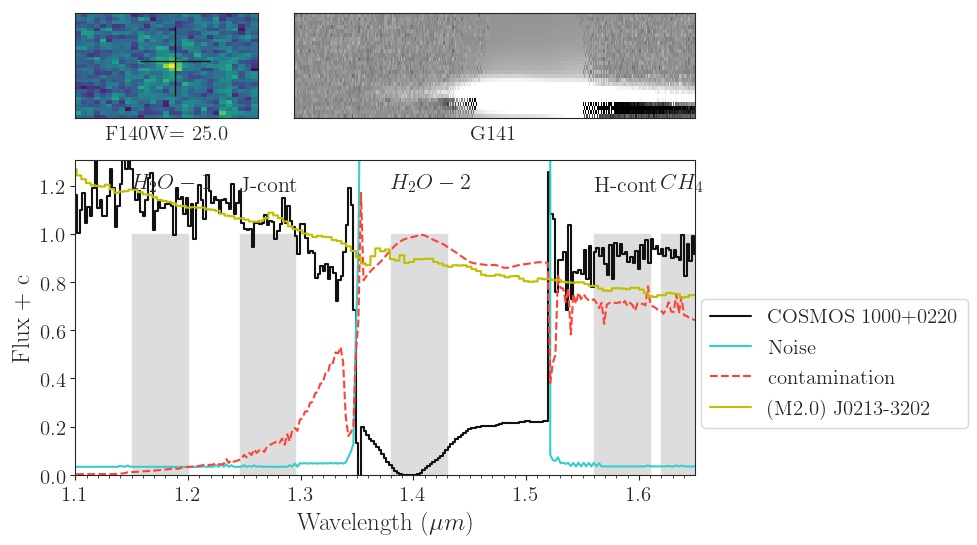 F140W= 25.0
G141
H₂O − 1
J-cont
H₂O − 2
H-cont
CH₄
1.2
1.0
0.8
0.6
0.4
0.2
0.0
Flux + c
1.1
1.2
1.3
1.4
1.5
1.6
Wavelength (μm)
COSMOS 1000+0220
Noise
contamination
(M2.0) J0213-3202